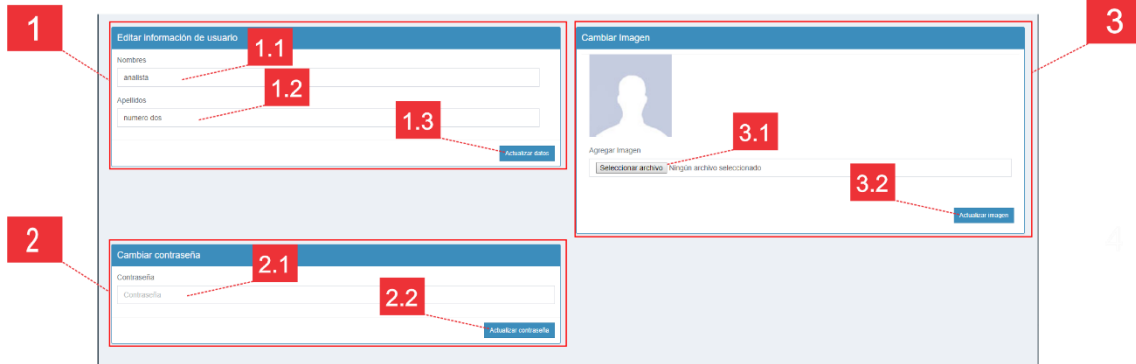 1
Editar información de usuario
1.1
Nombres
analista
1.2
Apellidos
numero dos
1.3
Actualizar datos
3
Cambiar Imagen
3.1
Agregar Imagen
Seleccionar archivo Ningún archivo seleccionado
3.2
Actualizar imagen
2
Cambiar contraseña
2.1
Contraseña
Contraseña
2.2
Actualizar contraseña
4